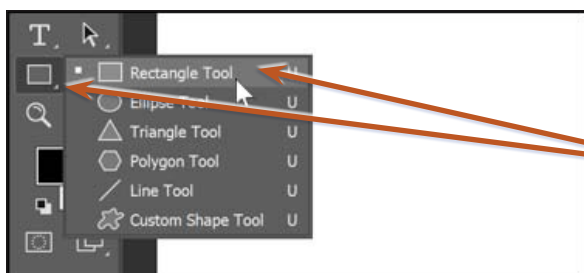 T
Rectangle Tool U
Ellipse Tool U
Triangle Tool U
Polygon Tool U
Line Tool U
Custom Shape Tool U